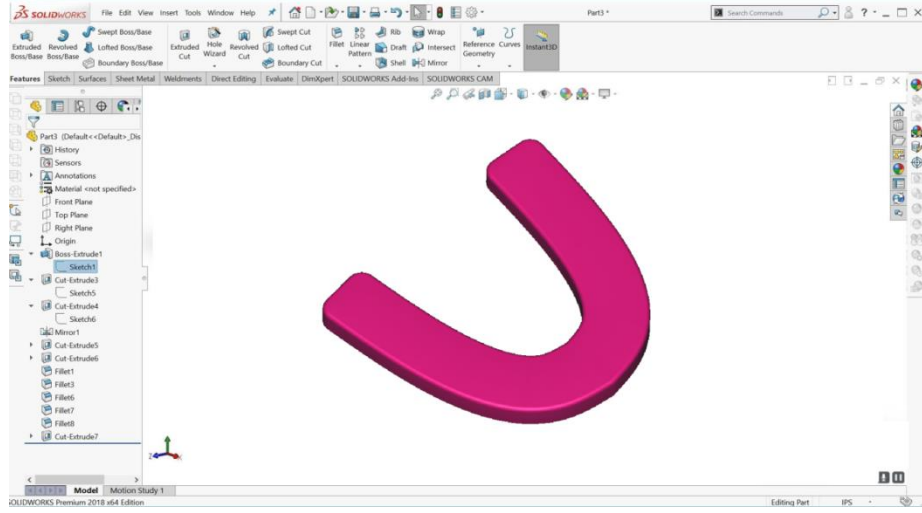 SOLIDWORKS File Edit View Insert Tools Window Help Part3 * Search Commands ?
Extruded Boss/Base
Revolved Boss/Base
Swept Boss/Base
Lofted Boss/Base
Boundary Boss/Base
Extruded Cut
Hole Wizard
Revolved Cut
Swept Cut
Lofted Cut
Boundary Cut
Fillet
Linear Pattern
Rib
Draft
Shell
Wrap
Intersect
Mirror
Reference Geometry
Curves
Instant3D
Features Sketch Surfaces Sheet Metal Weldments Direct Editing Evaluate DimXpert SOLIDWORKS Add-Ins SOLIDWORKS CAM
Part3 (Default<<Default>_Dis
History
Sensors
Annotations
Material <not specified>
Front Plane
Top Plane
Right Plane
Origin
Boss-Extrude1
Sketch1
Cut-Extrude3
Sketch5
Cut-Extrude4
Sketch6
Mirror1
Cut-Extrude5
Cut-Extrude6
Fillet1
Fillet3
Fillet6
Fillet7
Fillet8
Cut-Extrude7
Model Motion Study 1
SOLIDWORKS Premium 2018 x64 Edition Editing Part IPS